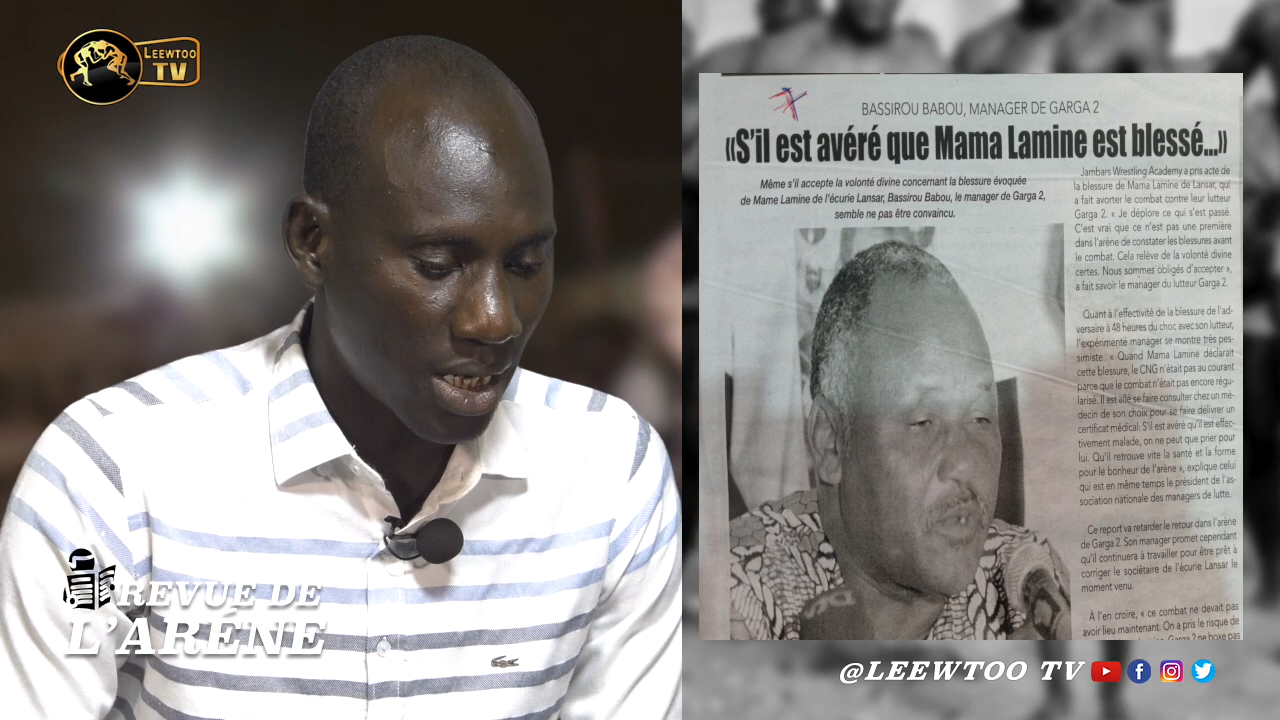 LEEWTOO
TV
REVUE DE
L'ARÈNE
BASSIROU BABOU, MANAGER DE GARGA 2
«S'il est avéré que Mama Lamine est blessé...»
Même s'il accepte la volonté divine concernant la blessure évoquée
de Mame Lamine de l'écurie Lansar, Bassirou Babou, le manager de Garga 2,
semble ne pas être convaincu.
Jambars Wrestling Academy a pris acte de
la blessure de Mama Lamine de Lansar, qui
a fait avorter le combat contre leur lutteur
Garga 2. « Je déplore ce qui s'est passé.
C'est vrai que ce n'est pas une première
dans l'arène de constater les blessures avant
le combat. Cela relève de la volonté divine
certes. Nous sommes obligés d'accepter »,
a fait savoir le manager du lutteur Garga 2.
Quant à l'effectivité de la blessure de l'ad-
versaire à 48 heures du choc avec son lutteur,
l'expérimenté manager se montre très pes-
simiste. « Quand Mama Lamine déclarait
cette blessure, le CNG n'était pas au courant
parce que le combat n'était pas encore régu-
larisé. Il est allé se faire consulter chez un mé-
decin de son choix pour se faire délivrer un
certificat médical. S'il est avéré qu'il est effec-
tivement malade, on ne peut que prier pour
lui. Qu'il retrouve vite la santé et la forme
pour le bonheur de l'arène », explique celui
qui est en même temps le président de l'as-
sociation nationale des managers de lutte.
Ce report va retarder le retour dans l'arène
de Garga 2. Son manager promet cependant
qu'il continuera à travailler pour être prêt à
corriger le sociétaire de l'écurie Lansar le
moment venu.
À l'en croire, « ce combat ne devait pas
avoir lieu maintenant. On a pris le risque de
Garga 2 ne boxe pas
@LEEWTOO TV